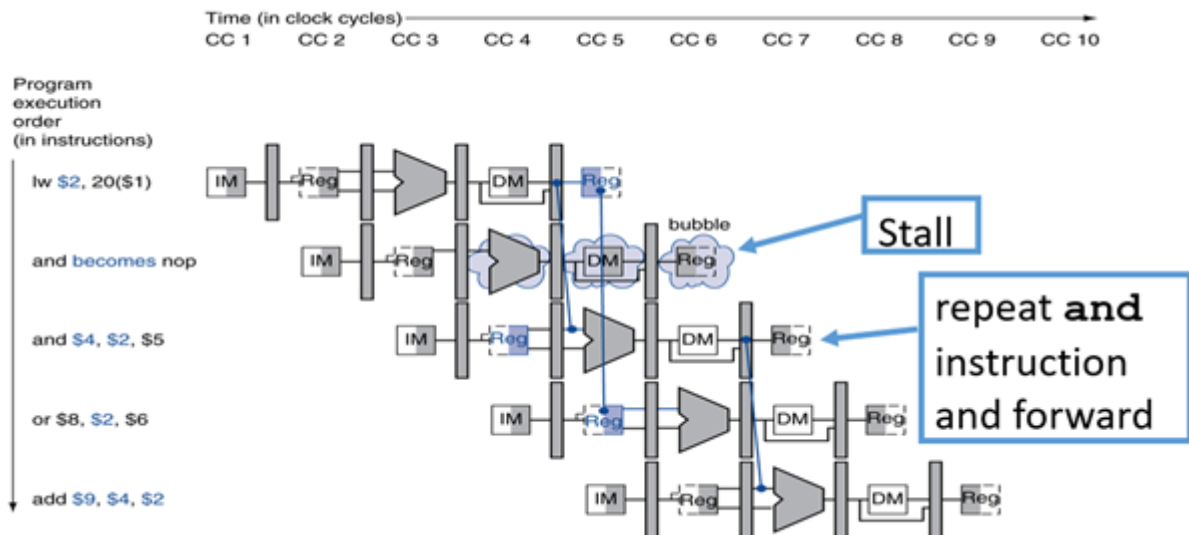 Time (in clock cycles)
CC 1 CC 2 CC 3 CC 4 CC 5 CC 6 CC 7 CC 8 CC 9 CC 10
Program
execution
order
(in instructions)
lw $2, 20($1)
IM Reg DM Reg
bubble
Stall
and becomes nop
IM Reg DM Reg
repeat and
instruction
and forward
and $4, $2, $5
IM Reg DM Reg
or $8, $2, $6
IM Reg DM Reg
add $9, $4, $2
IM Reg DM Reg